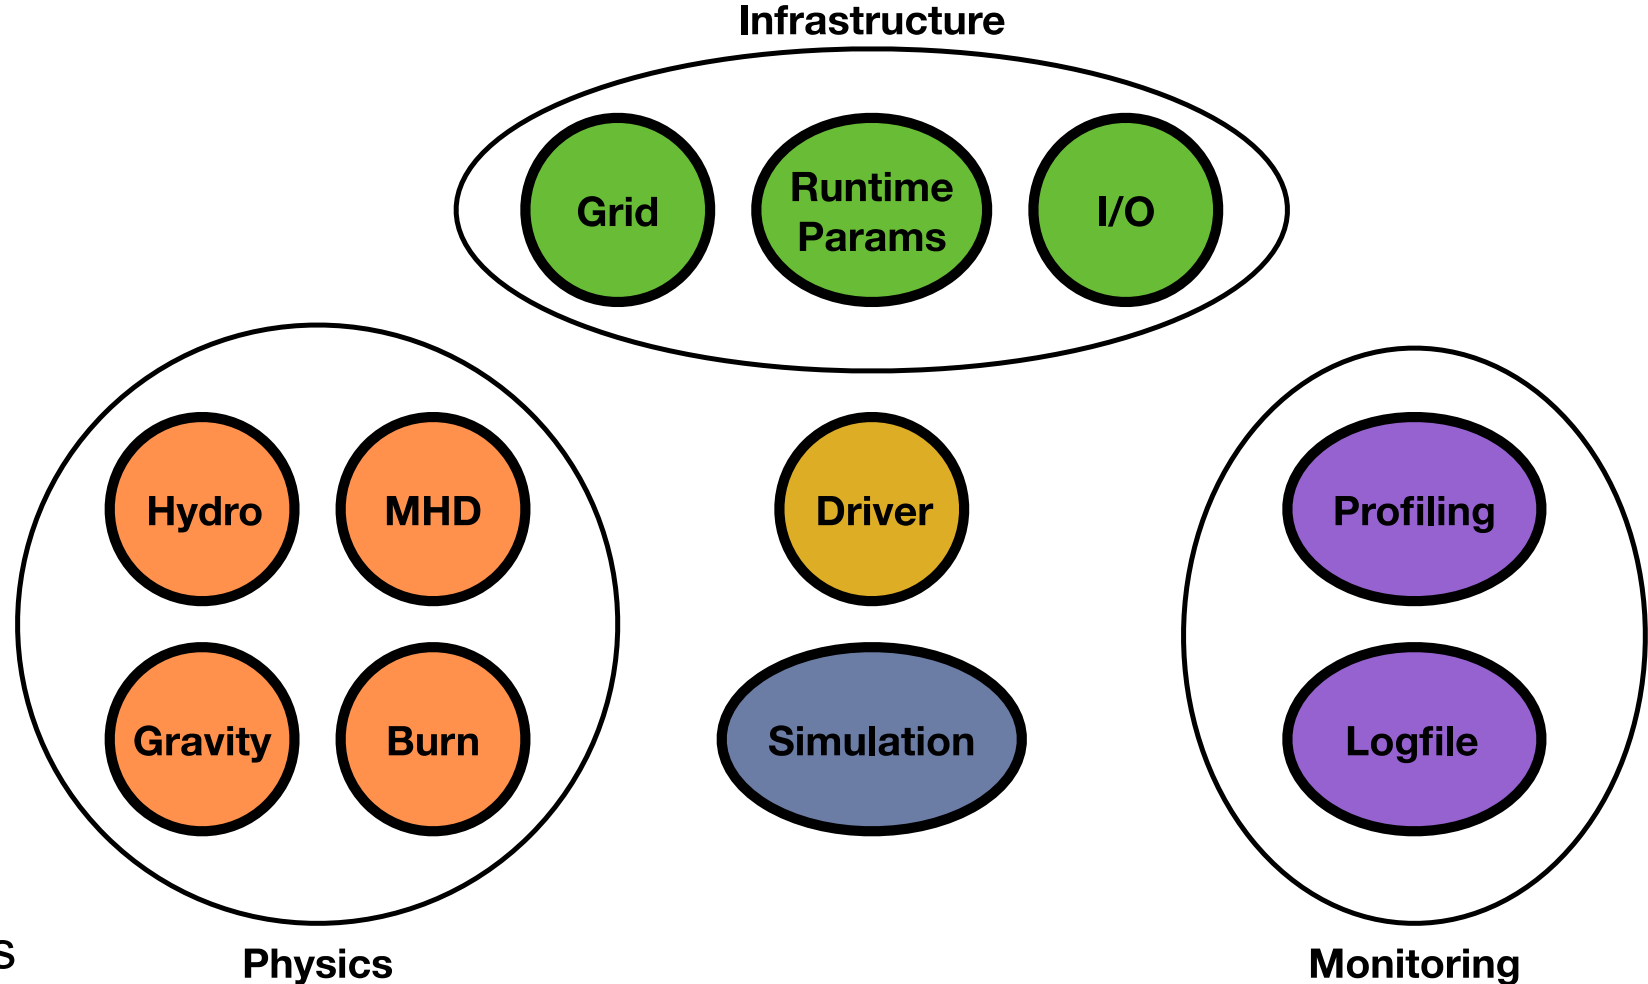 Infrastructure
Grid
Runtime
Params
I/O
Hydro
MHD
Driver
Profiling
Gravity
Burn
Simulation
Logfile
s
Physics
Monitoring